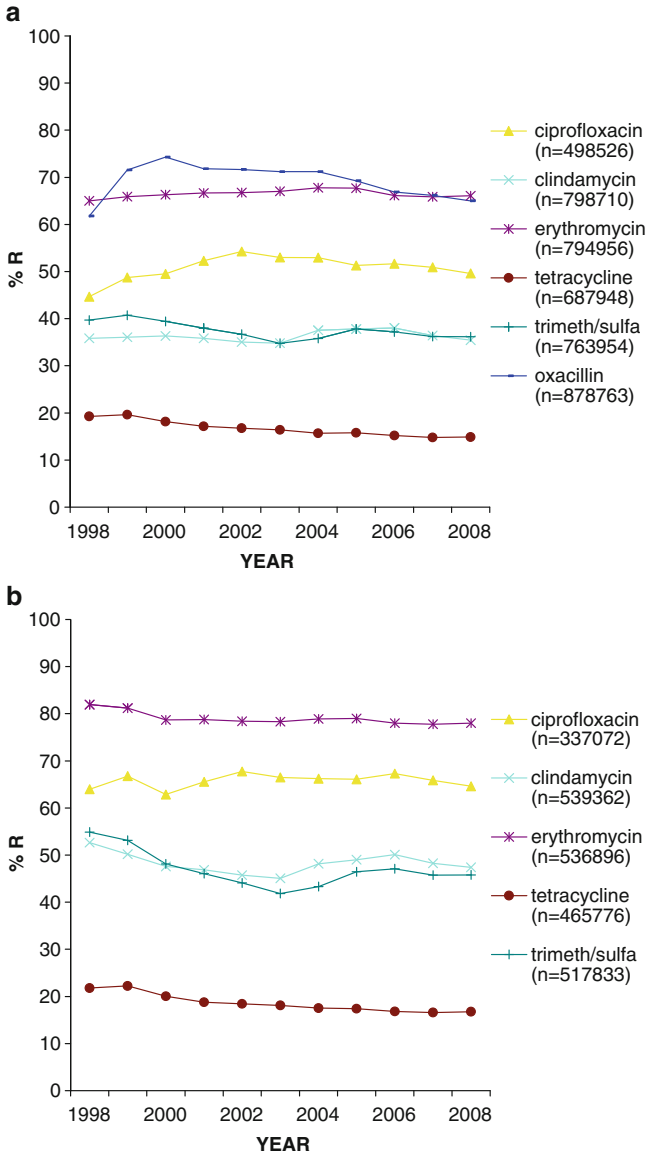 a
100
90
80
70
60
50
40
30
20
10
0
% R
1998 2000 2002 2004 2006 2008
YEAR
ciprofloxacin
(n=498526)
clindamycin
(n=798710)
erythromycin
(n=794956)
tetracycline
(n=687948)
trimeth/sulfa
(n=763954)
oxacillin
(n=878763)
b
100
90
80
70
60
50
40
30
20
10
0
% R
1998 2000 2002 2004 2006 2008
YEAR
ciprofloxacin
(n=337072)
clindamycin
(n=539362)
erythromycin
(n=536896)
tetracycline
(n=465776)
trimeth/sulfa
(n=517833)